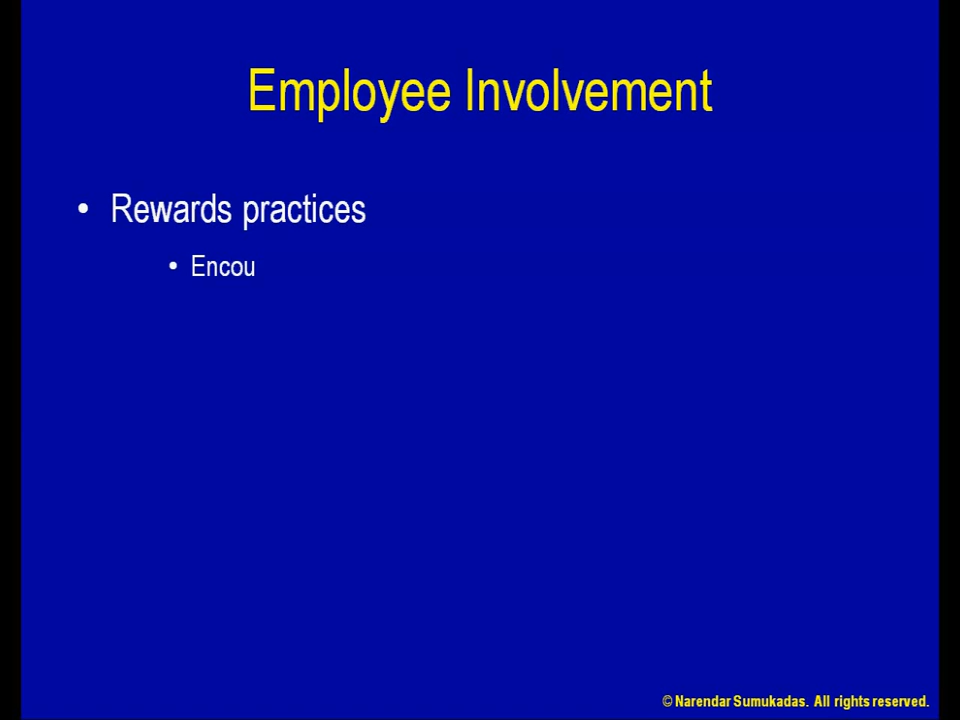 Employee Involvement
• Rewards practices
• Encou
© Narendar Sumukadas. All rights reserved.